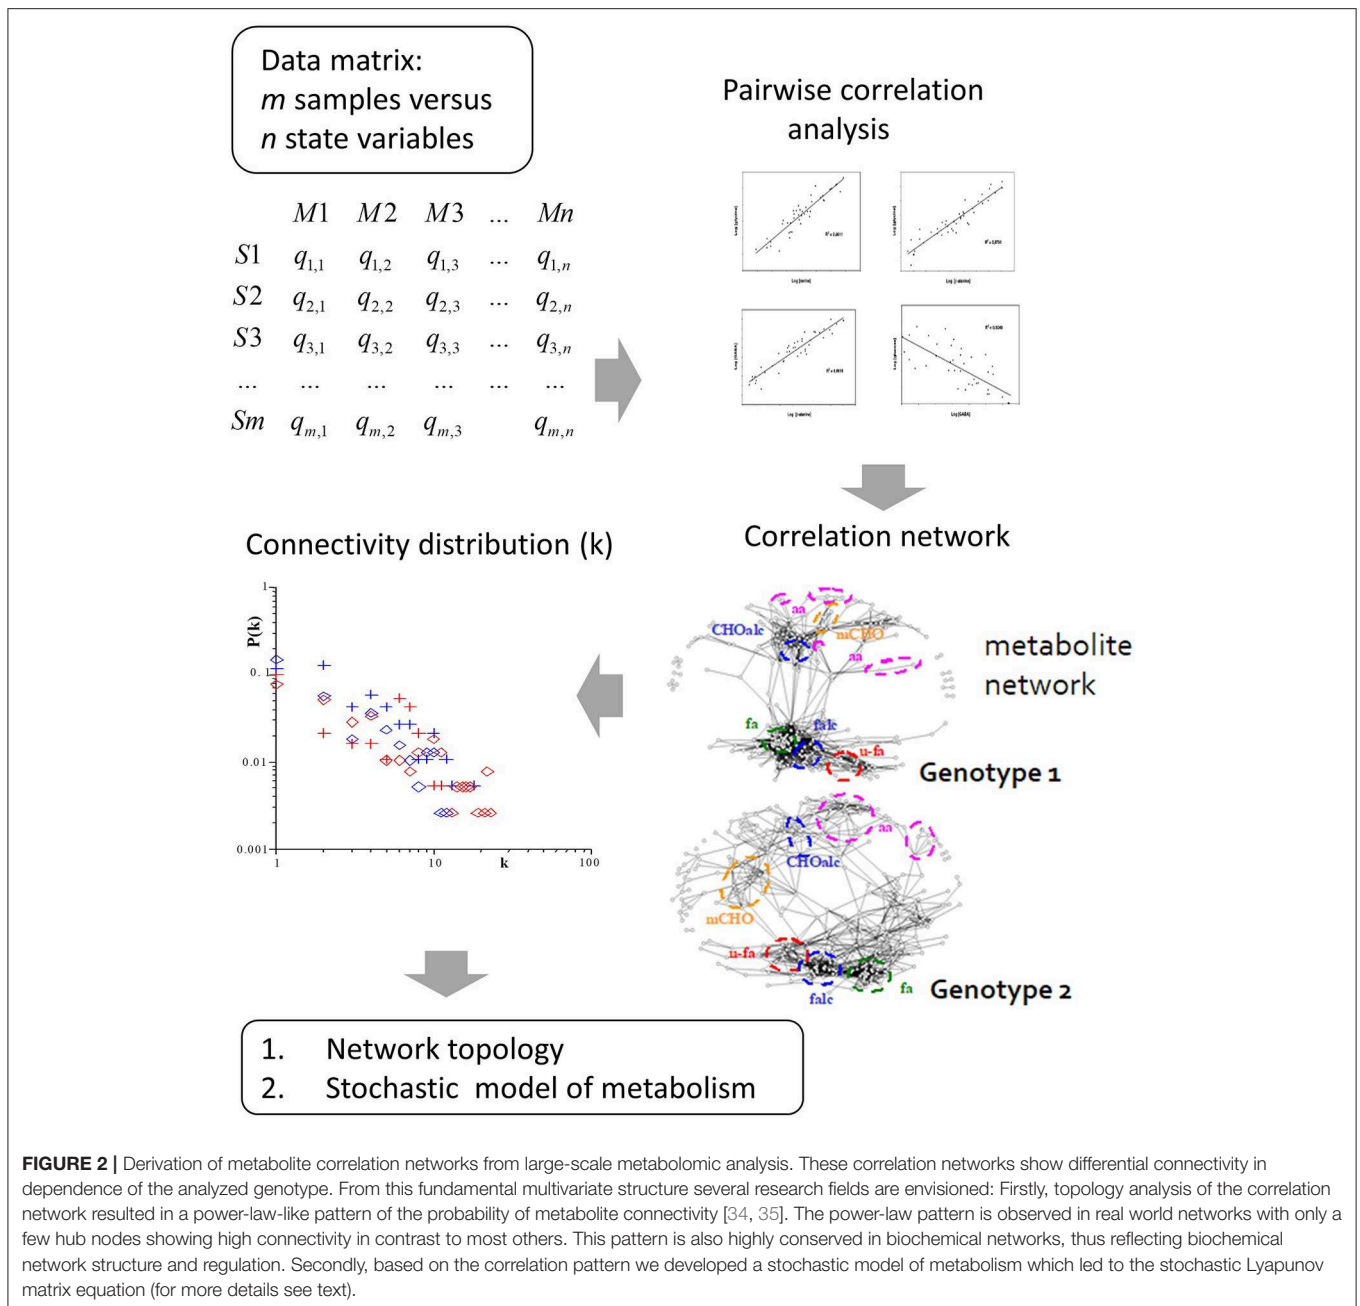 Data matrix:
m samples versus
n state variables
M1 M2 M3 ... Mn
S1 q1,1 q1,2 q1,3 ... q1,n
S2 q2,1 q2,2 q2,3 ... q2,n
S3 q3,1 q3,2 q3,3 ... q3,n
... ... ... ... ... ...
Sm qm,1 qm,2 qm,3 qm,n
Pairwise correlation
analysis
Correlation network
aa
CHOalc
mCHO
aa
metabolite
network
fa
falc
u-fa
Genotype 1
aa
CHOalc
mCHO
u-fa
falc
fa
Genotype 2
Connectivity distribution (k)
1
P(k)
0.1
0.01
0.001
1 10 k 100
1. Network topology
2. Stochastic model of metabolism
FIGURE 2 | Derivation of metabolite correlation networks from large-scale metabolomic analysis. These correlation networks show differential connectivity in
dependence of the analyzed genotype. From this fundamental multivariate structure several research fields are envisioned: Firstly, topology analysis of the correlation
network resulted in a power-law-like pattern of the probability of metabolite connectivity [34, 35]. The power-law pattern is observed in real world networks with only a
few hub nodes showing high connectivity in contrast to most others. This pattern is also highly conserved in biochemical networks, thus reflecting biochemical
network structure and regulation. Secondly, based on the correlation pattern we developed a stochastic model of metabolism which led to the stochastic Lyapunov
matrix equation (for more details see text).